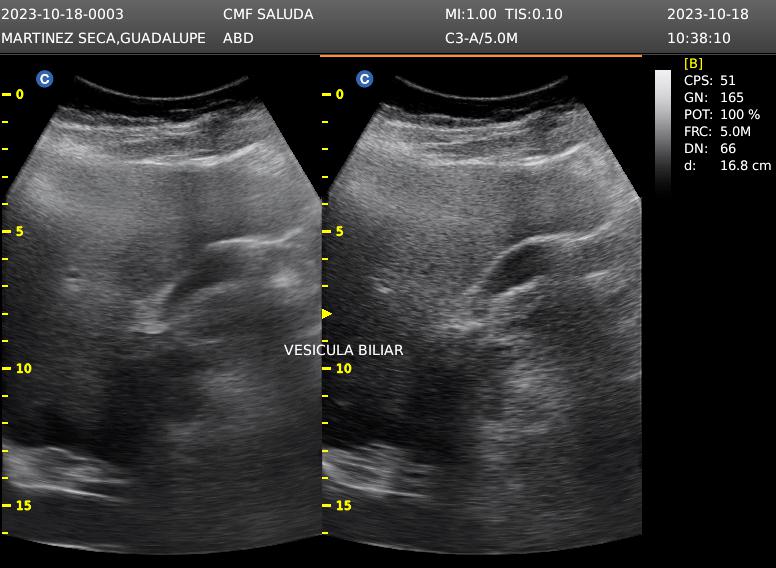 2023-10-18-0003 CMF SALUDA MI:1.00 TIS:0.10 2023-10-18
MARTINEZ SECA,GUADALUPE ABD C3-A/5.0M 10:38:10
C C
[B]
CPS: 51
GN: 165
POT: 100 %
FRC: 5.0M
DN: 66
d: 16.8 cm
0 0
5 5
VESICULA BILIAR
10 10
15 15